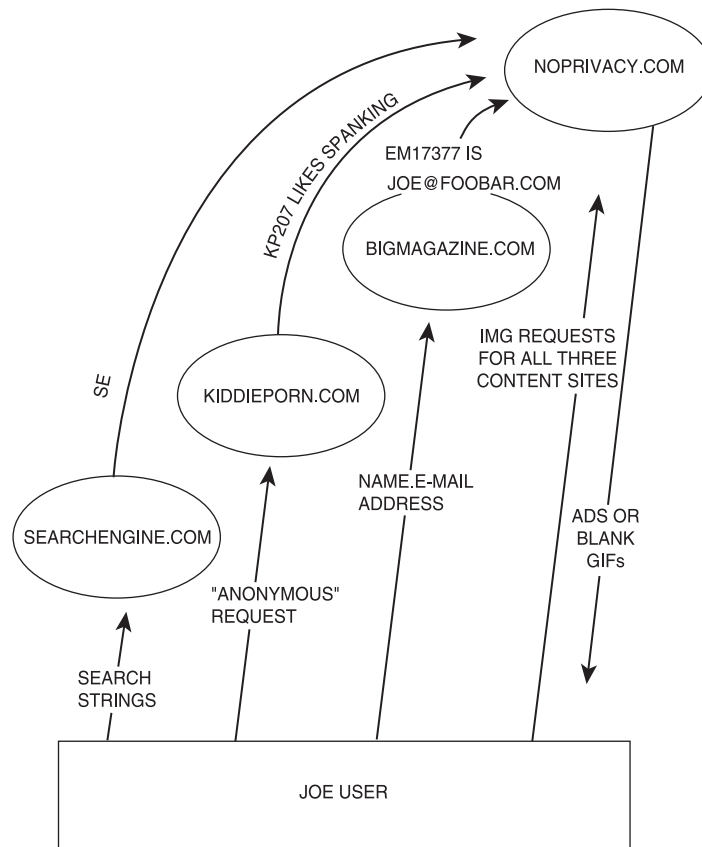 NOPRIVACY.COM
KP207 LIKES SPANKING
EM17377 IS
JOE@FOOBAR.COM
BIGMAGAZINE.COM
IMG REQUESTS
FOR ALL THREE
CONTENT SITES
SE
KIDDIEPORN.COM
NAME.E-MAIL
ADDRESS
ADS OR
BLANK
GIFs
SEARCHENGINE.COM
"ANONYMOUS"
REQUEST
SEARCH
STRINGS
JOE USER